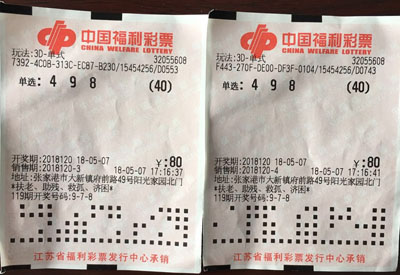 中国福利彩票
CHINA WELFARE LOTTERY
玩法:3D-单式
32055608
7392-4C0B-313C-EC87-B230/15454256/D0553
单选: 4 9 8 (40)
开奖期:2018120 18-05-07 ￥:80
销售期:2018120-3 18-05-07 17:16:37
地址:张家港市大新镇府前路49号阳光家园北门
*扶老、助残、救孤、济困*
119期开奖号码:9-7-8
江苏省福利彩票发行中心承销
中国福利彩票
CHINA WELFARE LOTTERY
玩法:3D-单式
32055608
F443-270F-DE00-DF3F-0104/15454256/D0743
单选: 4 9 8 (40)
开奖期:2018120 18-05-07 ￥:80
销售期:2018120-4 18-05-07 17:16:41
地址:张家港市大新镇府前路49号阳光家园北门
*扶老、助残、救孤、济困*
119期开奖号码:9-7-8
江苏省福利彩票发行中心承销